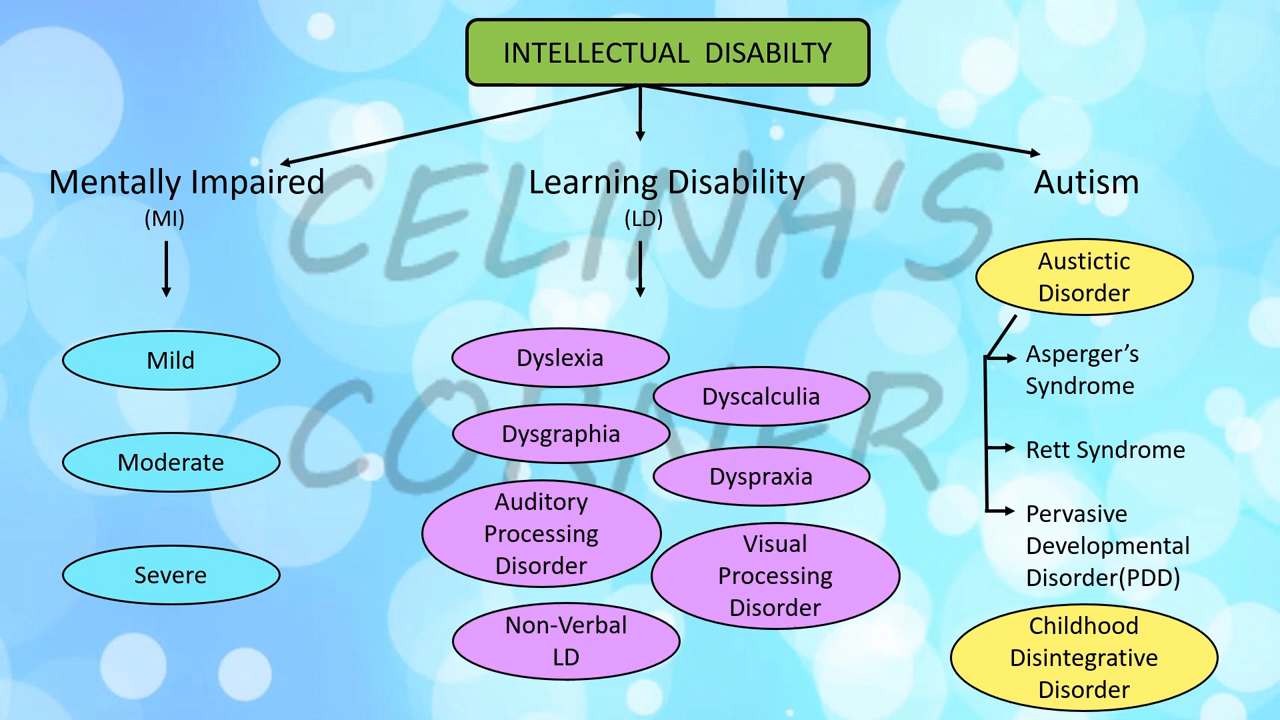 INTELLECTUAL DISABILTY
Mentally Impaired
(MI)
Mild
Moderate
Severe
Learning Disability
(LD)
Dyslexia
Dyscalculia
Dysgraphia
Dyspraxia
Auditory
Processing
Disorder
Visual
Processing
Disorder
Non-Verbal
LD
Autism
Austictic
Disorder
Asperger’s
Syndrome
Rett Syndrome
Pervasive
Developmental
Disorder(PDD)
Childhood
Disintegrative
Disorder
CELINA'S
CORNER